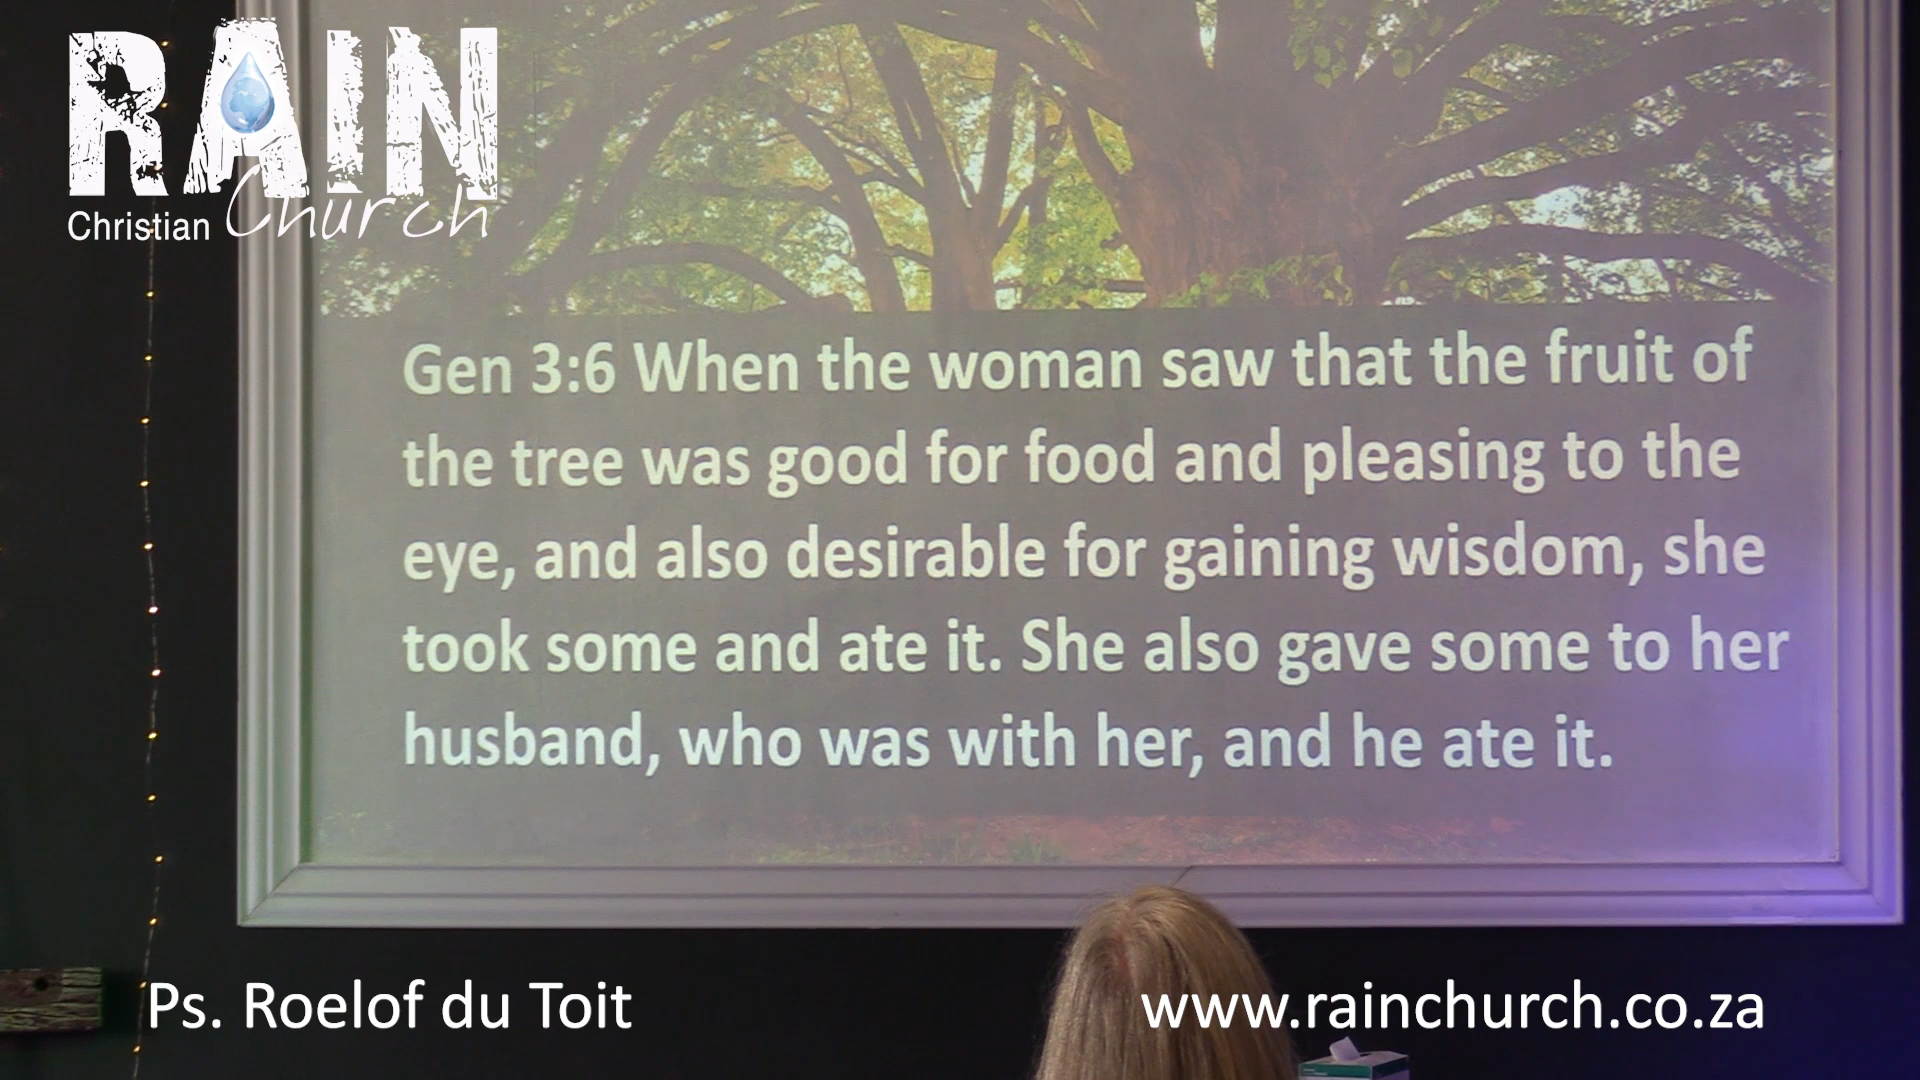 RAIN
Christian Church
Gen 3:6 When the woman saw that the fruit of
the tree was good for food and pleasing to the
eye, and also desirable for gaining wisdom, she
took some and ate it. She also gave some to her
husband, who was with her, and he ate it.
Ps. Roelof du Toit
www.rainchurch.co.za